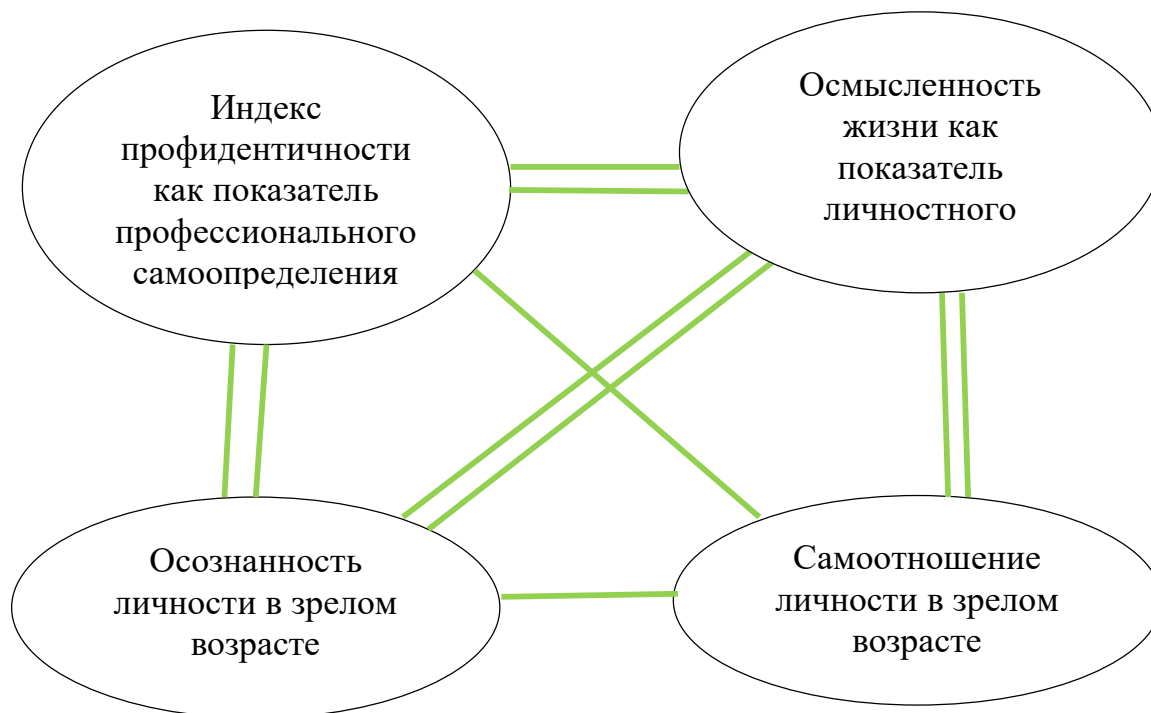 Индекс
профидентичности
как показатель
профессионального
самоопределения
Осмысленность
жизни как
показатель
личностного
Осознанность
личности в зрелом
возрасте
Самоотношение
личности в зрелом
возрасте